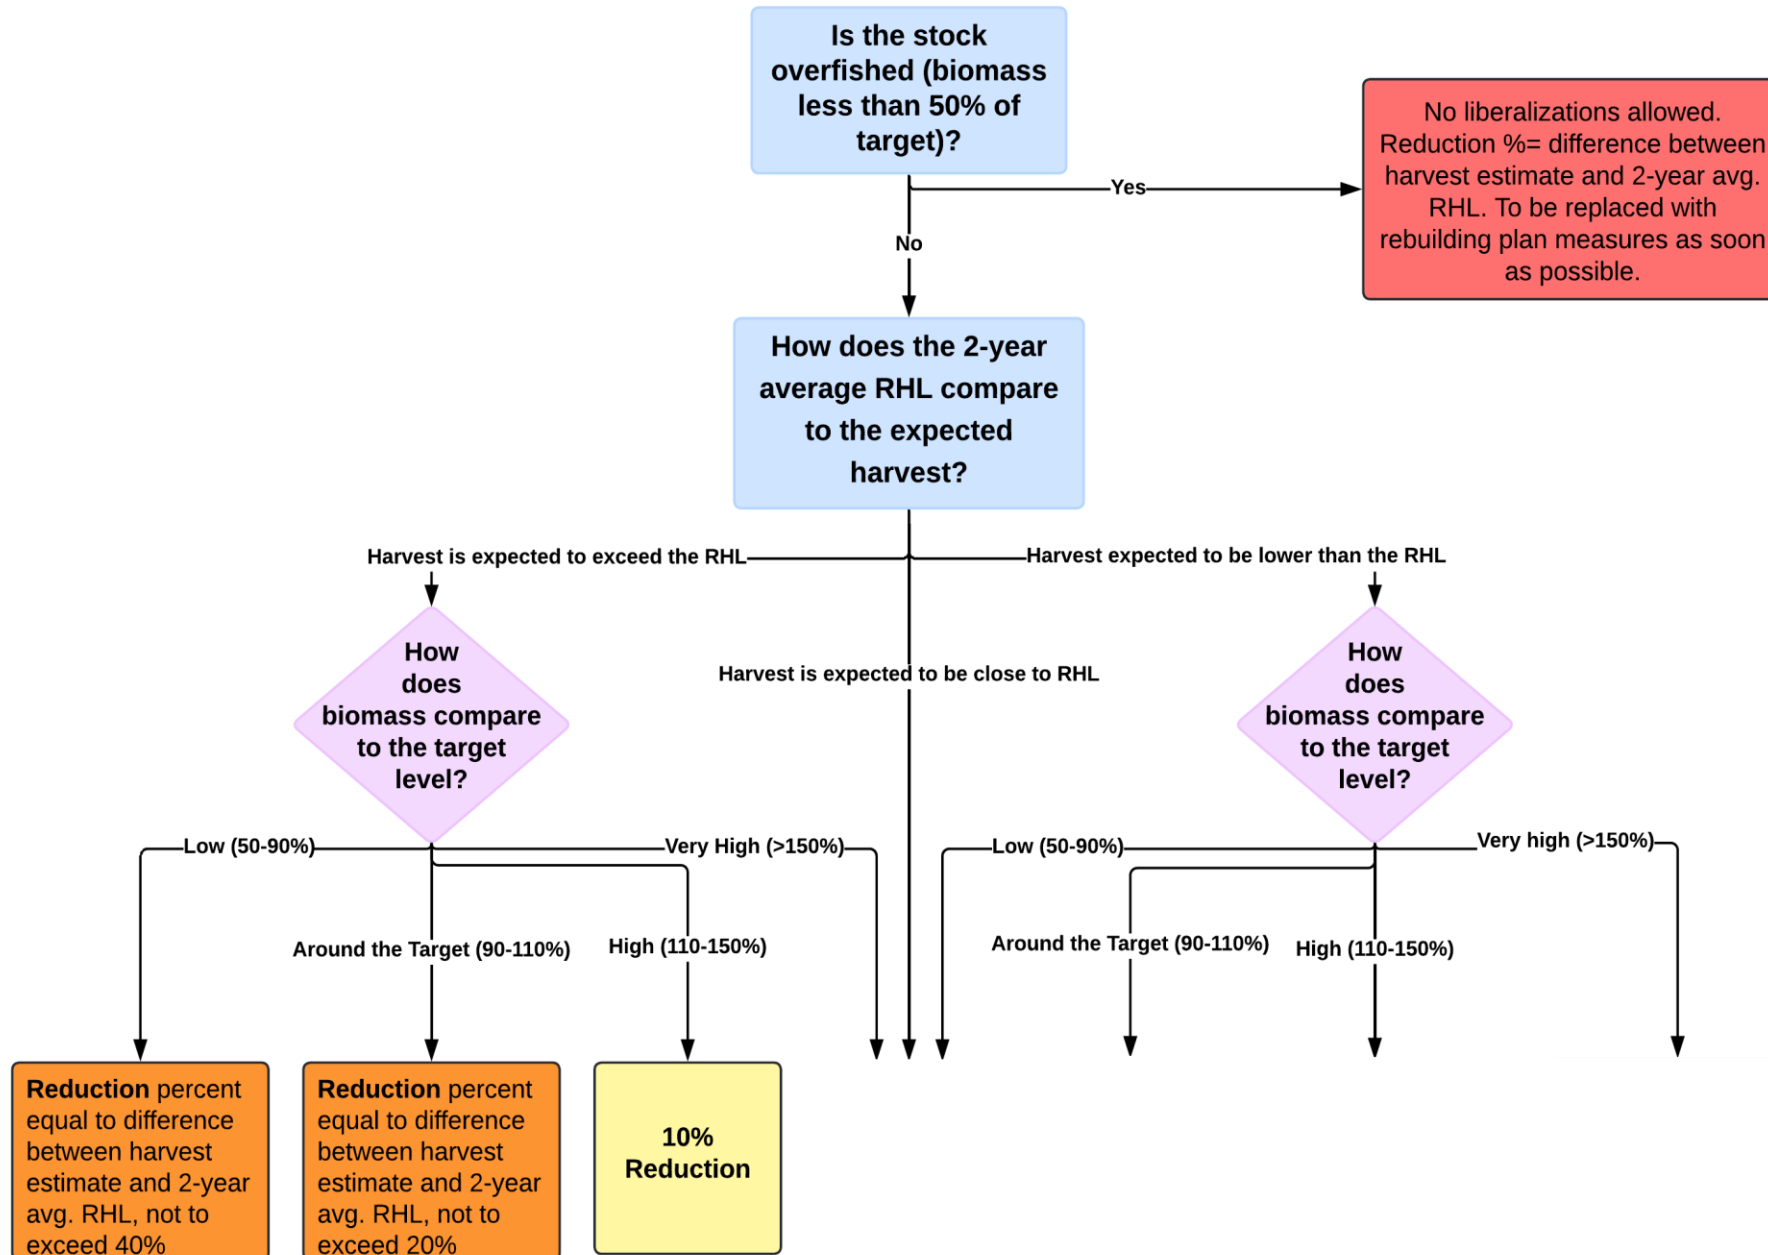 Is the stock
overfished (biomass
less than 50% of
target)?
No liberalizations allowed.
Reduction %= difference between
harvest estimate and 2-year avg.
RHL. To be replaced with
rebuilding plan measures as soon
as possible.
Yes
No
How does the 2-year
average RHL compare
to the expected
harvest?
Harvest is expected to exceed the RHL
Harvest expected to be lower than the RHL
Harvest is expected to be close to RHL
How
does
biomass compare
to the target
level?
How
does
biomass compare
to the target
level?
Low (50-90%)
Very High (>150%)
Around the Target (90-110%)
High (110-150%)
Low (50-90%)
Very high (>150%)
Around the Target (90-110%)
High (110-150%)
Reduction percent
equal to difference
between harvest
estimate and 2-year
avg. RHL, not to
exceed 40%
Reduction percent
equal to difference
between harvest
estimate and 2-year
avg. RHL, not to
exceed 20%
10%
Reduction